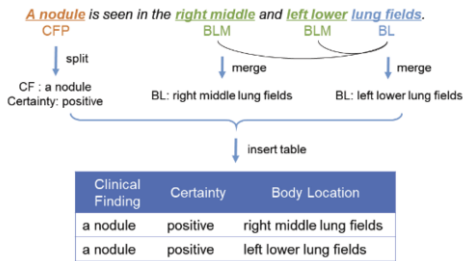 A nodule is seen in the right middle and left lower lung fields.
CFP BLM BLM BL
split merge merge
CF : a nodule
Certainty: positive
BL: right middle lung fields BL: left lower lung fields
insert table
Clinical Finding Certainty Body Location
a nodule positive right middle lung fields
a nodule positive left lower lung fields